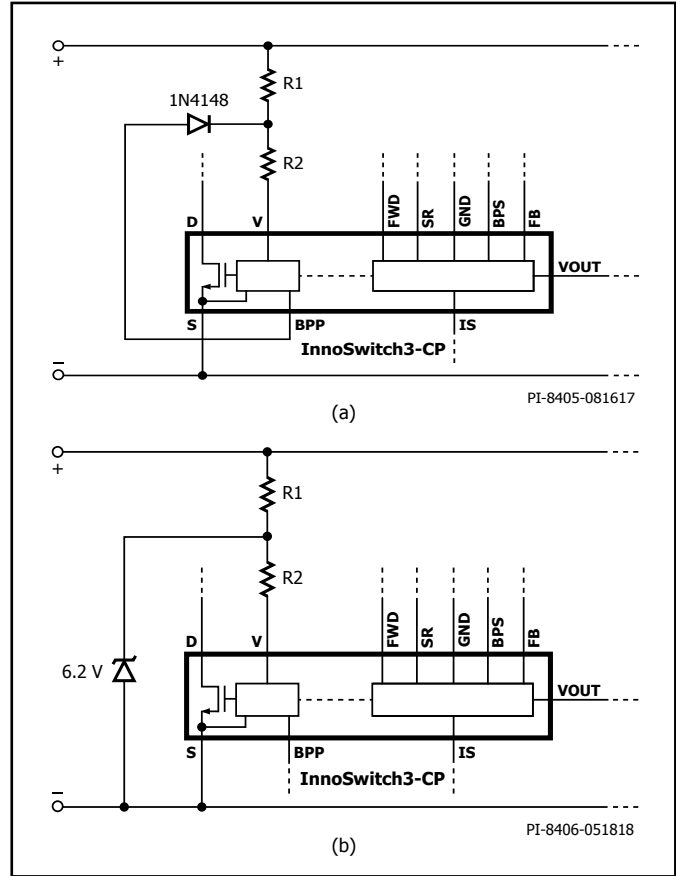 +
R1
1N4148
R2
D
V
FWD
SR
GND
BPS
FB
VOUT
S
BPP
IS
InnoSwitch3-CP
–
PI-8405-081617
(a)
+
R1
R2
D
V
FWD
SR
GND
BPS
FB
6.2 V
VOUT
S
BPP
IS
InnoSwitch3-CP
–
PI-8406-051818
(b)